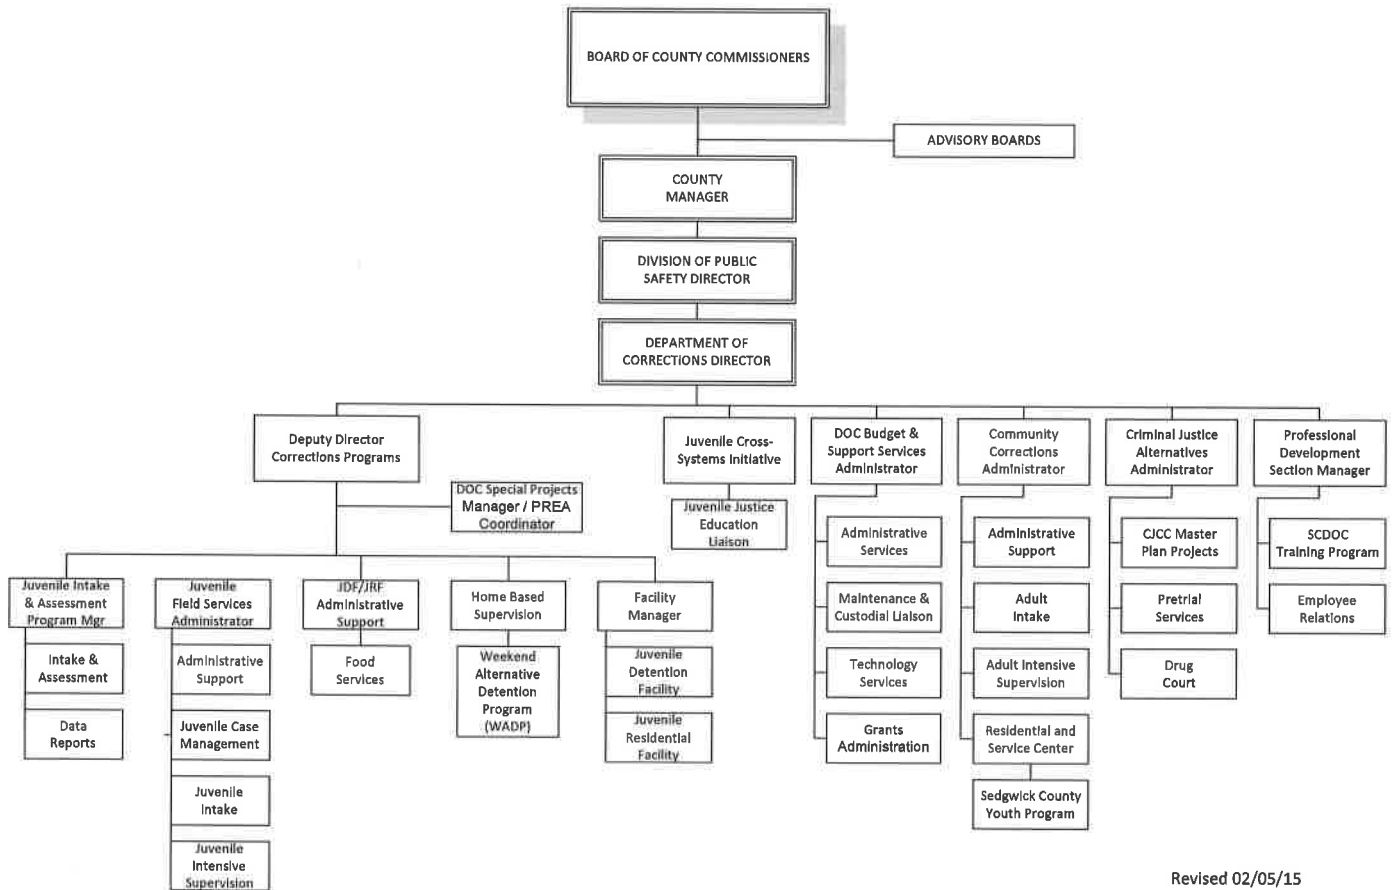 BOARD OF COUNTY COMMISSIONERS
ADVISORY BOARDS
COUNTY
MANAGER
DIVISION OF PUBLIC
SAFETY DIRECTOR
DEPARTMENT OF
CORRECTIONS DIRECTOR
Deputy Director
Corrections Programs
Juvenile Cross-
Systems Initiative
DOC Budget &
Support Services
Administrator
Community
Corrections
Administrator
Criminal Justice
Alternatives
Administrator
Professional
Development
Section Manager
DOC Special Projects
Manager / PREA
Coordinator
Juvenile Justice
Education
Liaison
Administrative
Services
Maintenance &
Custodial Liaison
Technology
Services
Grants
Administration
Administrative
Support
Adult
Intake
Adult Intensive
Supervision
Residential and
Service Center
Sedgwick County
Youth Program
CJCC Master
Plan Projects
Pretrial
Services
Drug
Court
SCDOC
Training Program
Employee
Relations
Juvenile Intake
& Assessment
Program Mgr
Intake &
Assessment
Data
Reports
Juvenile
Field Services
Administrator
Administrative
Support
Juvenile Case
Management
Juvenile
Intake
Juvenile
Intensive
Supervision
JDF/JRF
Administrative
Support
Food
Services
Home Based
Supervision
Weekend
Alternative
Detention
Program
(WADP)
Facility
Manager
Juvenile
Detention
Facility
Juvenile
Residential
Facility
Revised 02/05/15